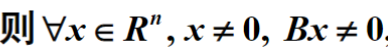 则 ∀x ∈ Rⁿ, x ≠ 0, Bx ≠ 0,